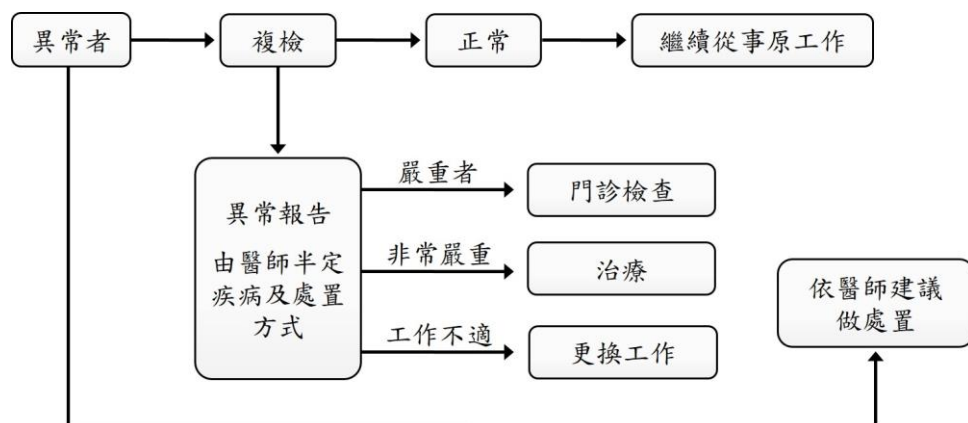 異常者
複檢
正常
繼續從事原工作
異常報告
由醫師半定
疾病及處置
方式
嚴重者
門診檢查
非常嚴重
治療
工作不適
更換工作
依醫師建議
做處置